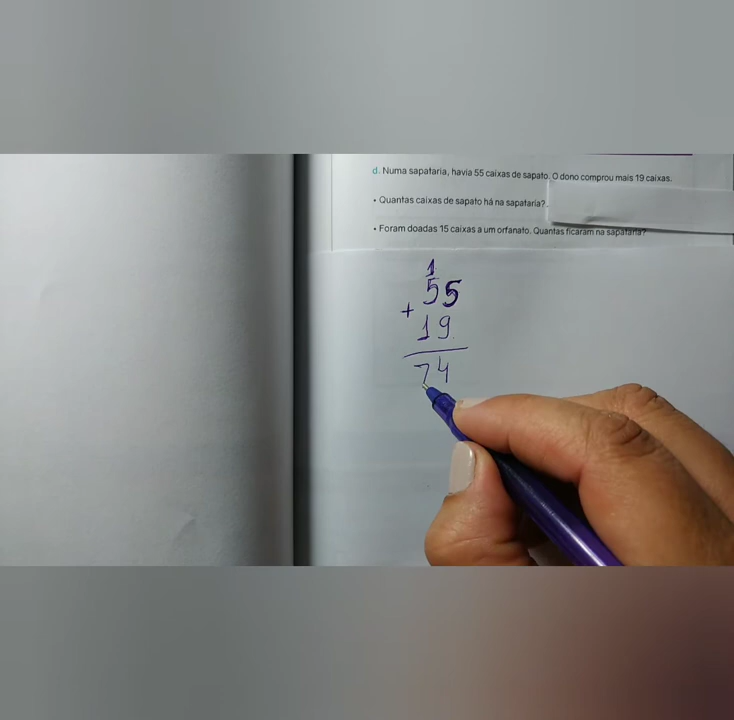 d. Numa sapataria, havia 55 caixas de sapato. O dono comprou mais 19 caixas.
• Quantas caixas de sapato há na sapataria?
• Foram doadas 15 caixas a um orfanato. Quantas ficaram na sapataria?
1
55
+
19
74